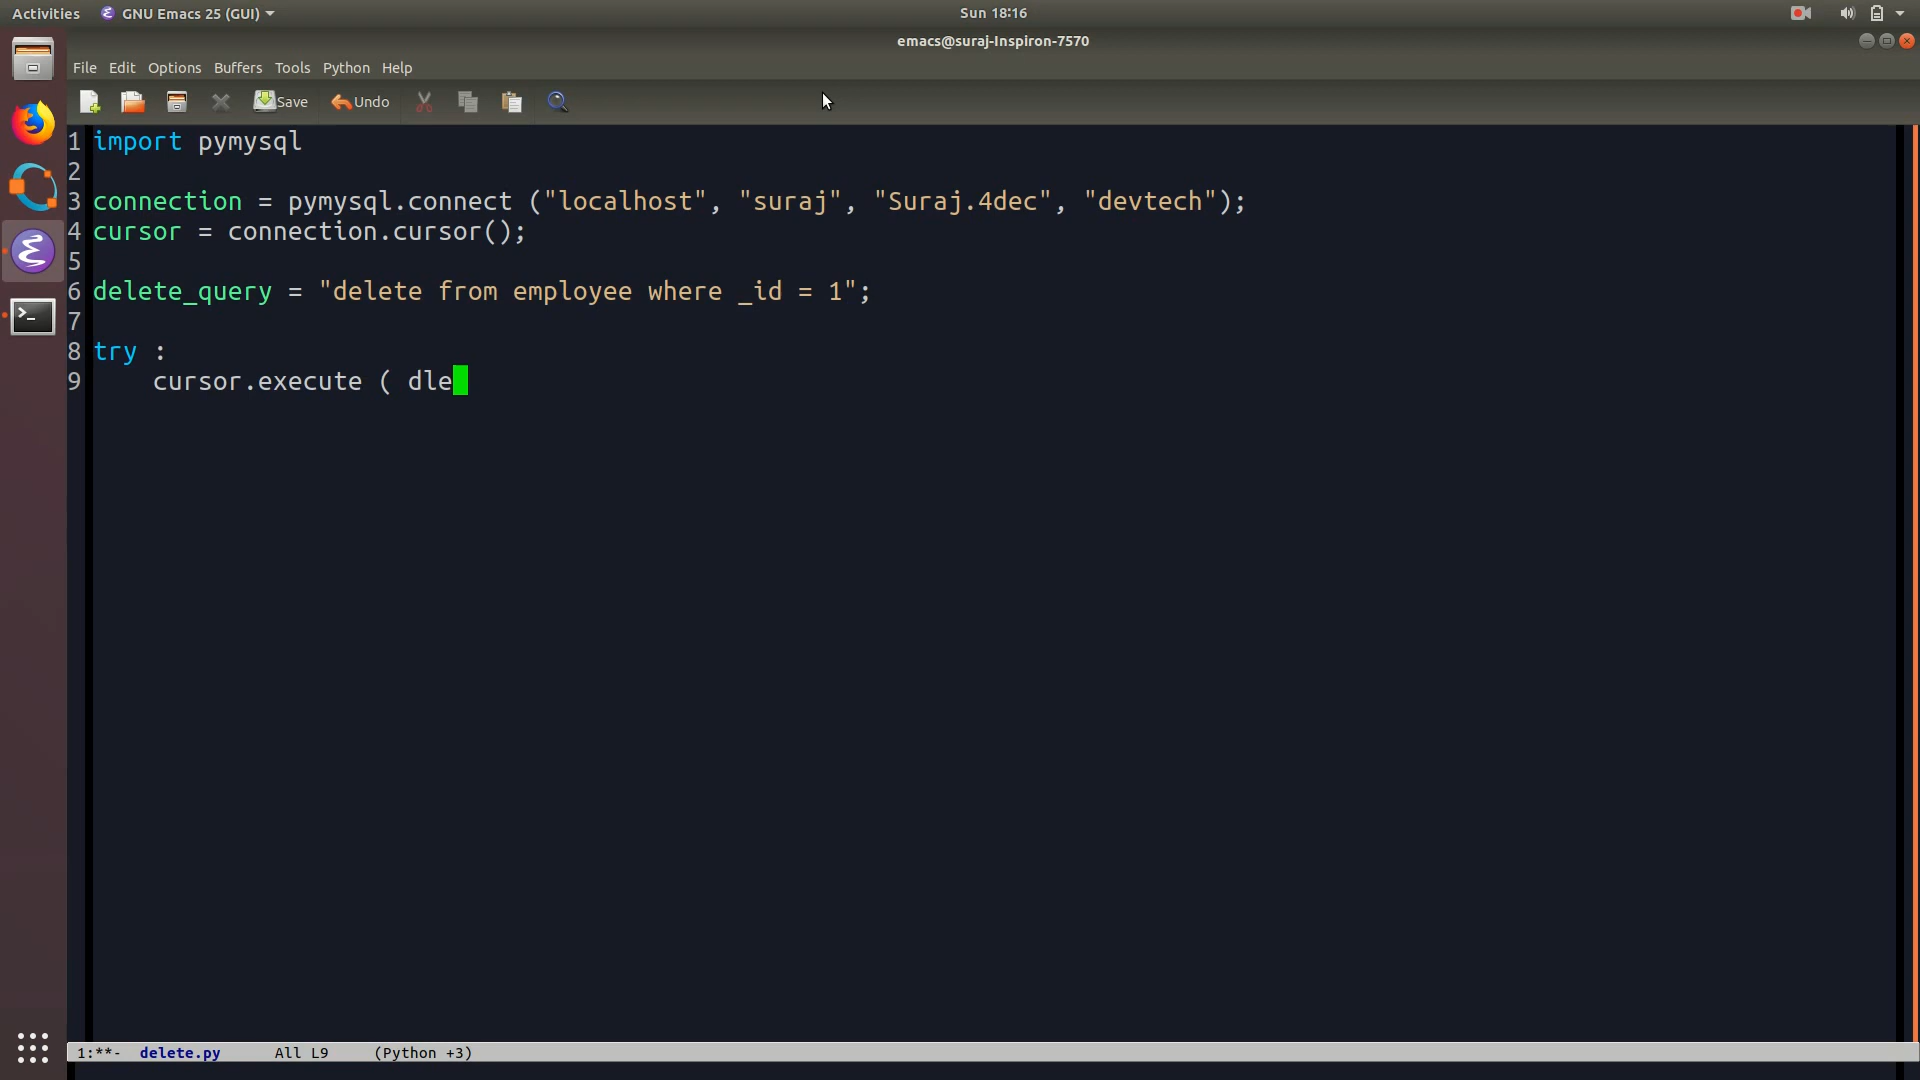 Activities GNU Emacs 25 (GUI) Sun 18:16
emacs@suraj-Inspiron-7570
File Edit Options Buffers Tools Python Help
Save Undo
1 import pymysql
2
3 connection = pymysql.connect ("localhost", "suraj", "Suraj.4dec", "devtech");
4 cursor = connection.cursor();
5
6 delete_query = "delete from employee where _id = 1";
7
8 try :
9     cursor.execute ( dle
1:**-  delete.py      All L9     (Python +3)